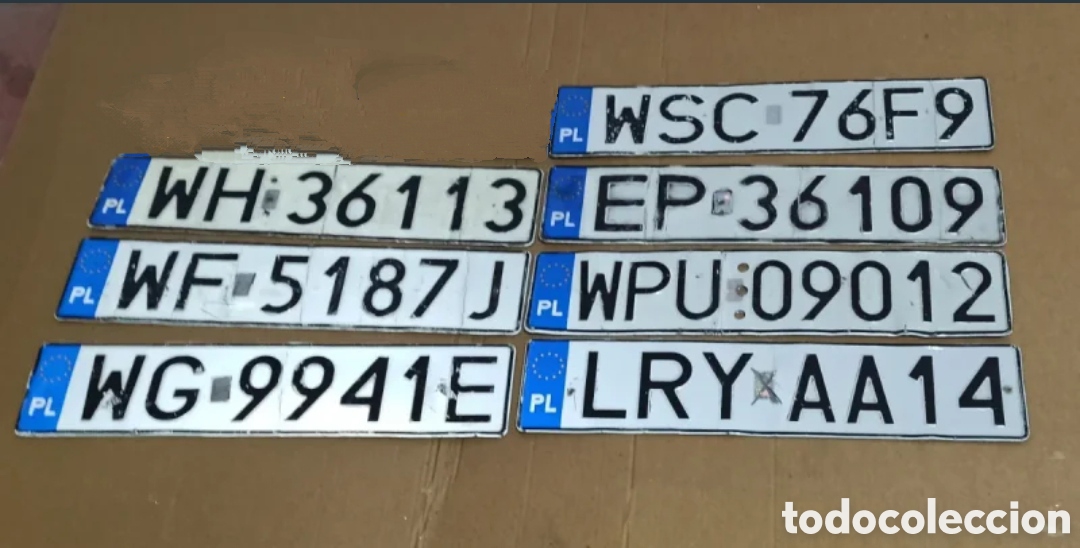 PL WSC 76F9
PL WH 36113
PL EP 36109
PL WF 5187J
PL WPU 09012
PL WG 9941E
PL LRY AA14
todocoleccion